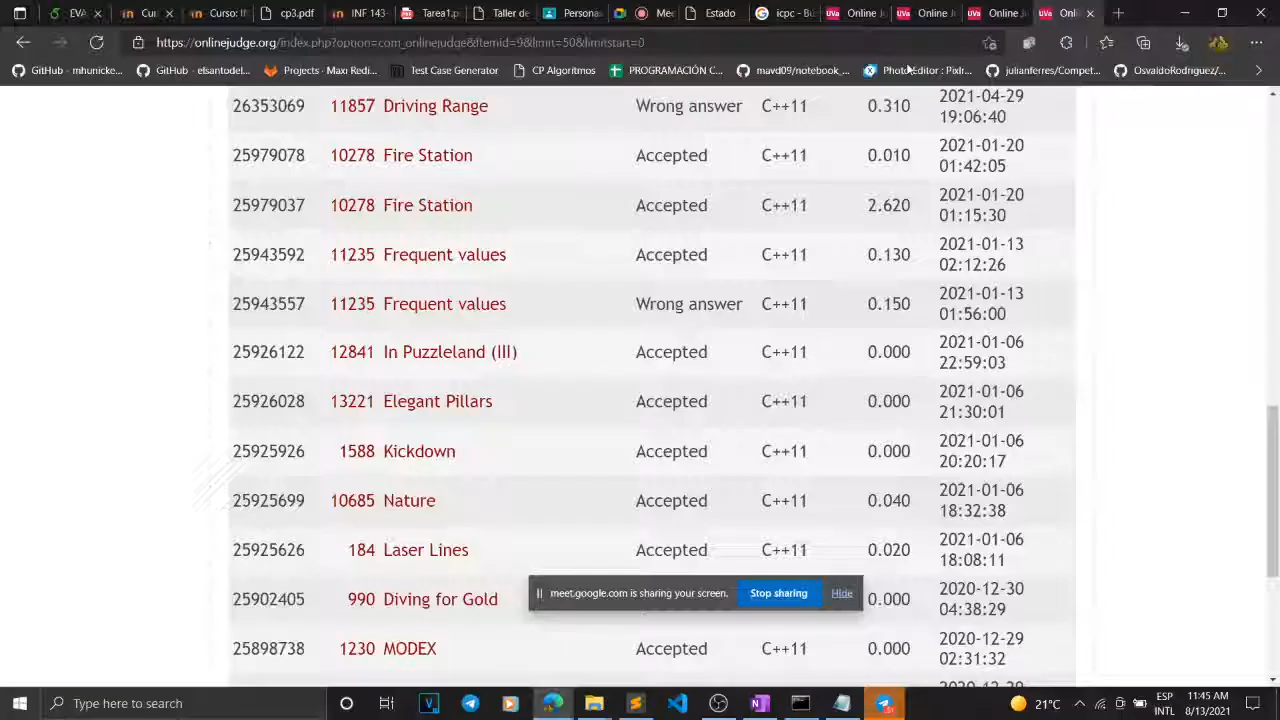 EVA
Cur
Curso IN
cp3.pdf
INF 143-
Tarea1.p
Taller de
Persona
Mee
Estado
icpc - Bu
Online Ju
Online Ju
Online Ju
Onl
https://onlinejudge.org/index.php?option=com_onlinejudge&Itemid=9&limit=50&limitstart=0
GitHub - mhunicke...
GitHub - elsantodel...
Projects · Maxi Redi...
Test Case Generator
CP Algoritmos
PROGRAMACIÓN C...
mavd09/notebook_...
PhotoEditor : Pixlr...
julianferres/Compet...
OsvaldoRodriguez/...
26353069 11857 Driving Range Wrong answer C++11 0.310 2021-04-29
19:06:40
25979078 10278 Fire Station Accepted C++11 0.010 2021-01-20
01:42:05
25979037 10278 Fire Station Accepted C++11 2.620 2021-01-20
01:15:30
25943592 11235 Frequent values Accepted C++11 0.130 2021-01-13
02:12:26
25943557 11235 Frequent values Wrong answer C++11 0.150 2021-01-13
01:56:00
25926122 12841 In Puzzleland (III) Accepted C++11 0.000 2021-01-06
22:59:03
25926028 13221 Elegant Pillars Accepted C++11 0.000 2021-01-06
21:30:01
25925926 1588 Kickdown Accepted C++11 0.000 2021-01-06
20:20:17
25925699 10685 Nature Accepted C++11 0.040 2021-01-06
18:32:38
25925626 184 Laser Lines Accepted C++11 0.020 2021-01-06
18:08:11
25902405 990 Diving for Gold 0.000 2020-12-30
04:38:29
meet.google.com is sharing your screen. Stop sharing Hide
25898738 1230 MODEX Accepted C++11 0.000 2020-12-29
02:31:32
Type here to search
21°C
ESP
INTL
11:45 AM
8/13/2021